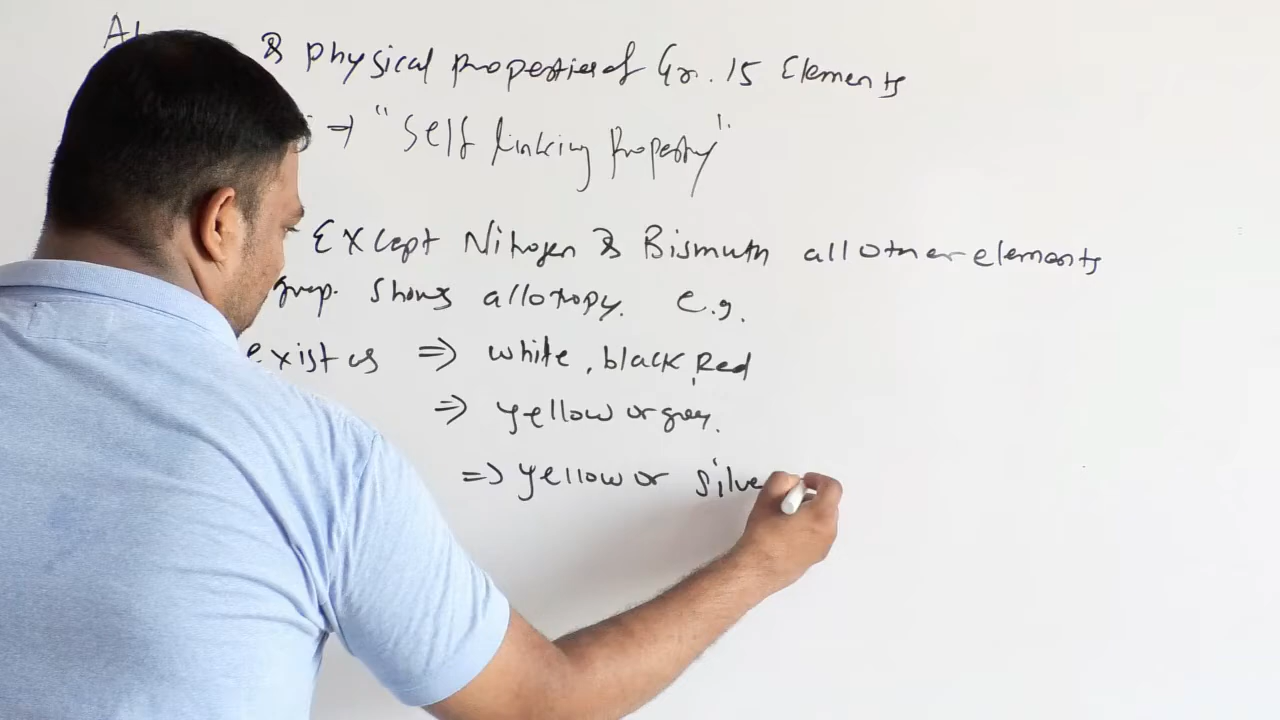 & Physical properties of Gr. 15 Elements
⇒ "Self linking Property".
Except Nitrogen & Bismuth all other elements
group. Shows allotropy. e.g.
exist as ⇒ white, black, Red
⇒ yellow or grey.
⇒ yellow or silve